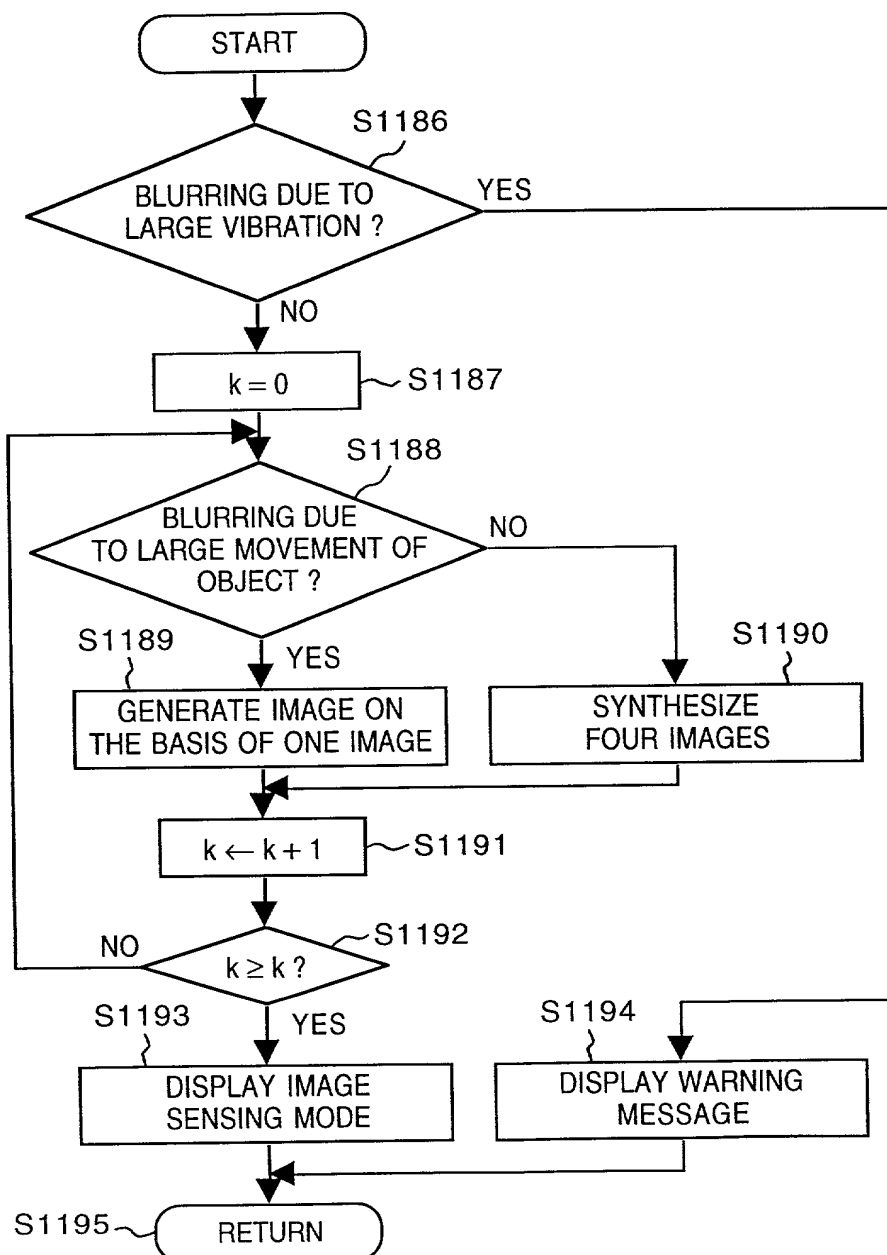 START
S1186
BLURRING DUE TO
LARGE VIBRATION ?
YES
NO
k = 0
S1187
S1188
BLURRING DUE
TO LARGE MOVEMENT OF
OBJECT ?
NO
S1189
YES
S1190
GENERATE IMAGE ON
THE BASIS OF ONE IMAGE
SYNTHESIZE
FOUR IMAGES
k ← k + 1
S1191
S1192
NO
k ≥ k ?
S1193
YES
S1194
DISPLAY IMAGE
SENSING MODE
DISPLAY WARNING
MESSAGE
S1195
RETURN